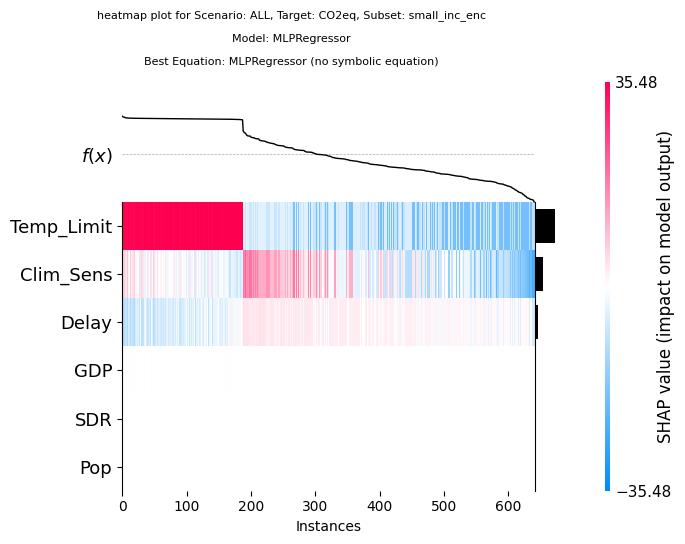 heatmap plot for Scenario: ALL, Target: CO2eq, Subset: small_inc_enc
Model: MLPRegressor
Best Equation: MLPRegressor (no symbolic equation)
35.48
f(x)
Temp_Limit
Clim_Sens
Delay
GDP
SDR
Pop
SHAP value (impact on model output)
−35.48
0 100 200 300 400 500 600
Instances